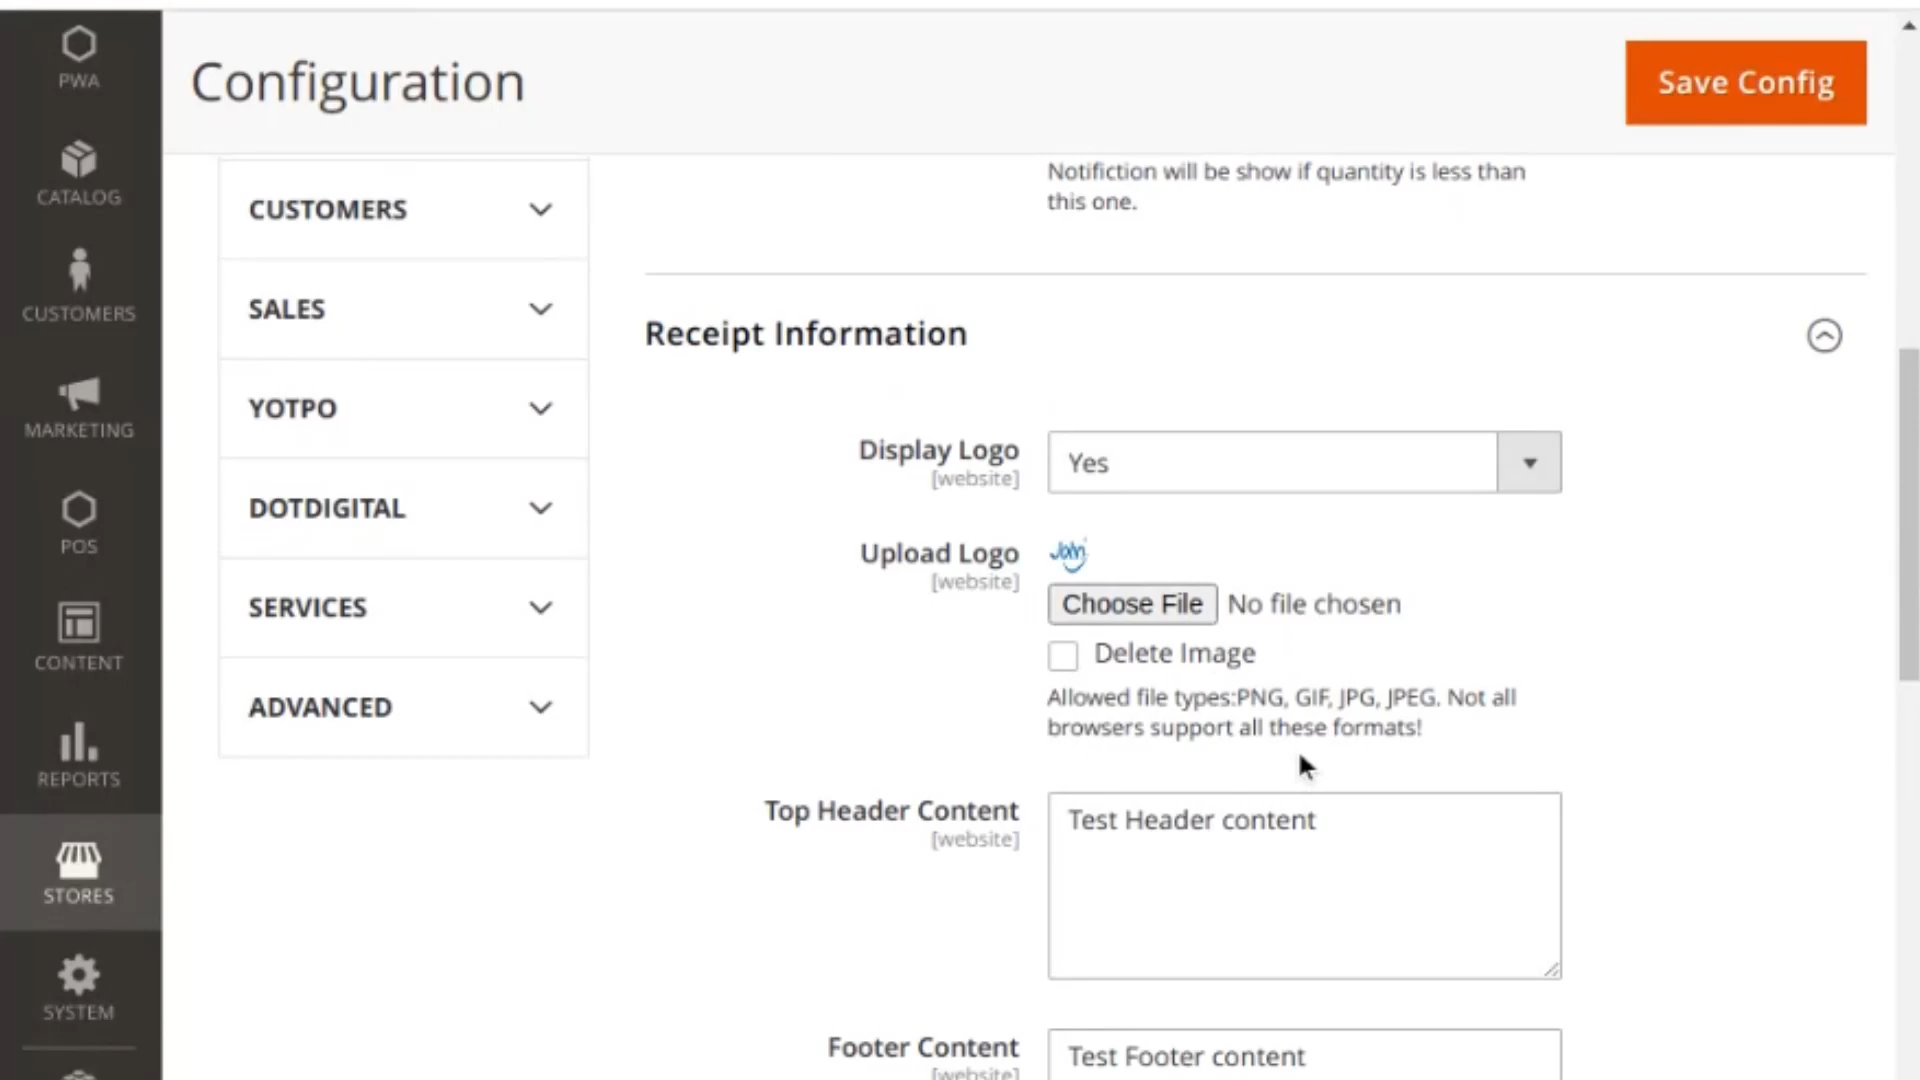 PWA
CATALOG
CUSTOMERS
MARKETING
POS
CONTENT
REPORTS
STORES
SYSTEM
Configuration
Save Config
CUSTOMERS
SALES
YOTPO
DOTDIGITAL
SERVICES
ADVANCED
Notifiction will be show if quantity is less than
this one.
Receipt Information
Display Logo
[website]
Yes
Upload Logo
[website]
John
Choose File No file chosen
Delete Image
Allowed file types:PNG, GIF, JPG, JPEG. Not all
browsers support all these formats!
Top Header Content
[website]
Test Header content
Footer Content
[website]
Test Footer content